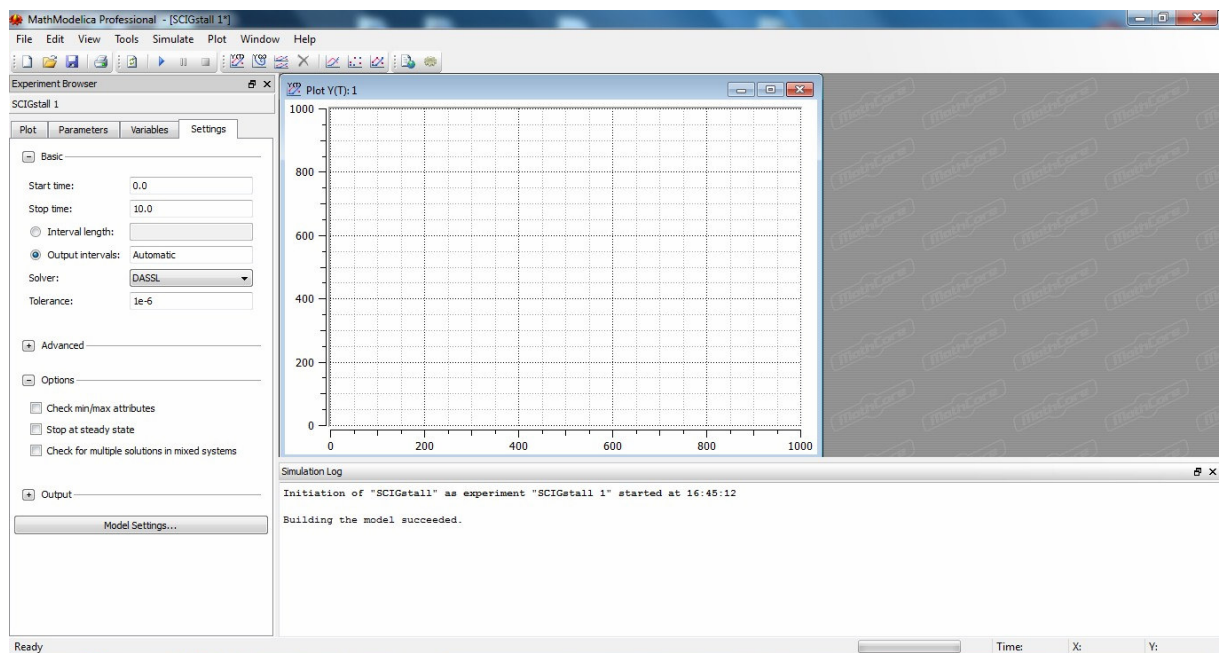 MathModelica Professional - [SCIGstall 1*]
File Edit View Tools Simulate Plot Window Help
Experiment Browser
SCIGstall 1
Plot Parameters Variables Settings
Basic
Start time: 0.0
Stop time: 10.0
Interval length:
Output intervals: Automatic
Solver: DASSL
Tolerance: 1e-6
Advanced
Options
Check min/max attributes
Stop at steady state
Check for multiple solutions in mixed systems
Output
Model Settings...
Plot Y(T): 1
1000
800
600
400
200
0
0 200 400 600 800 1000
MathCore
Simulation Log
Initiation of "SCIGstall" as experiment "SCIGstall 1" started at 16:45:12
Building the model succeeded.
Ready Time: X: Y: